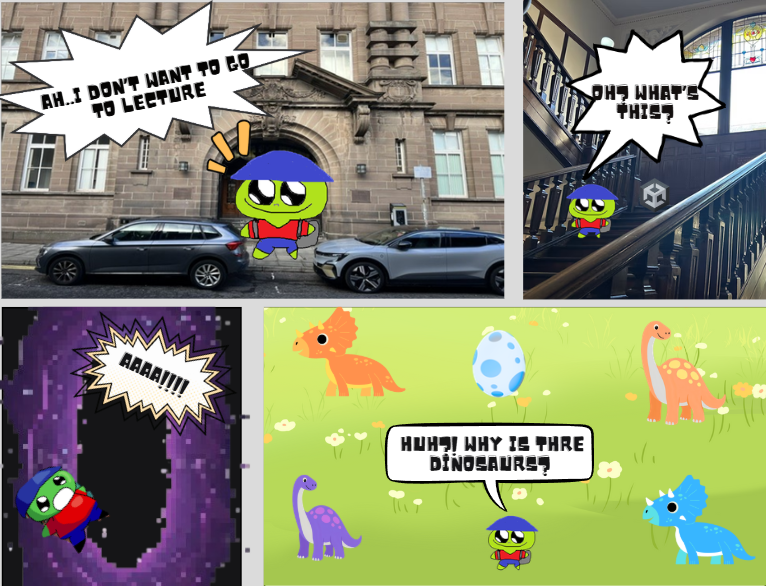 AH..I DON'T WANT TO GO
TO LECTURE
OH? WHAT'S
THIS?
AAAA!!!!
HUH?! WHY IS THRE
DINOSAURS?